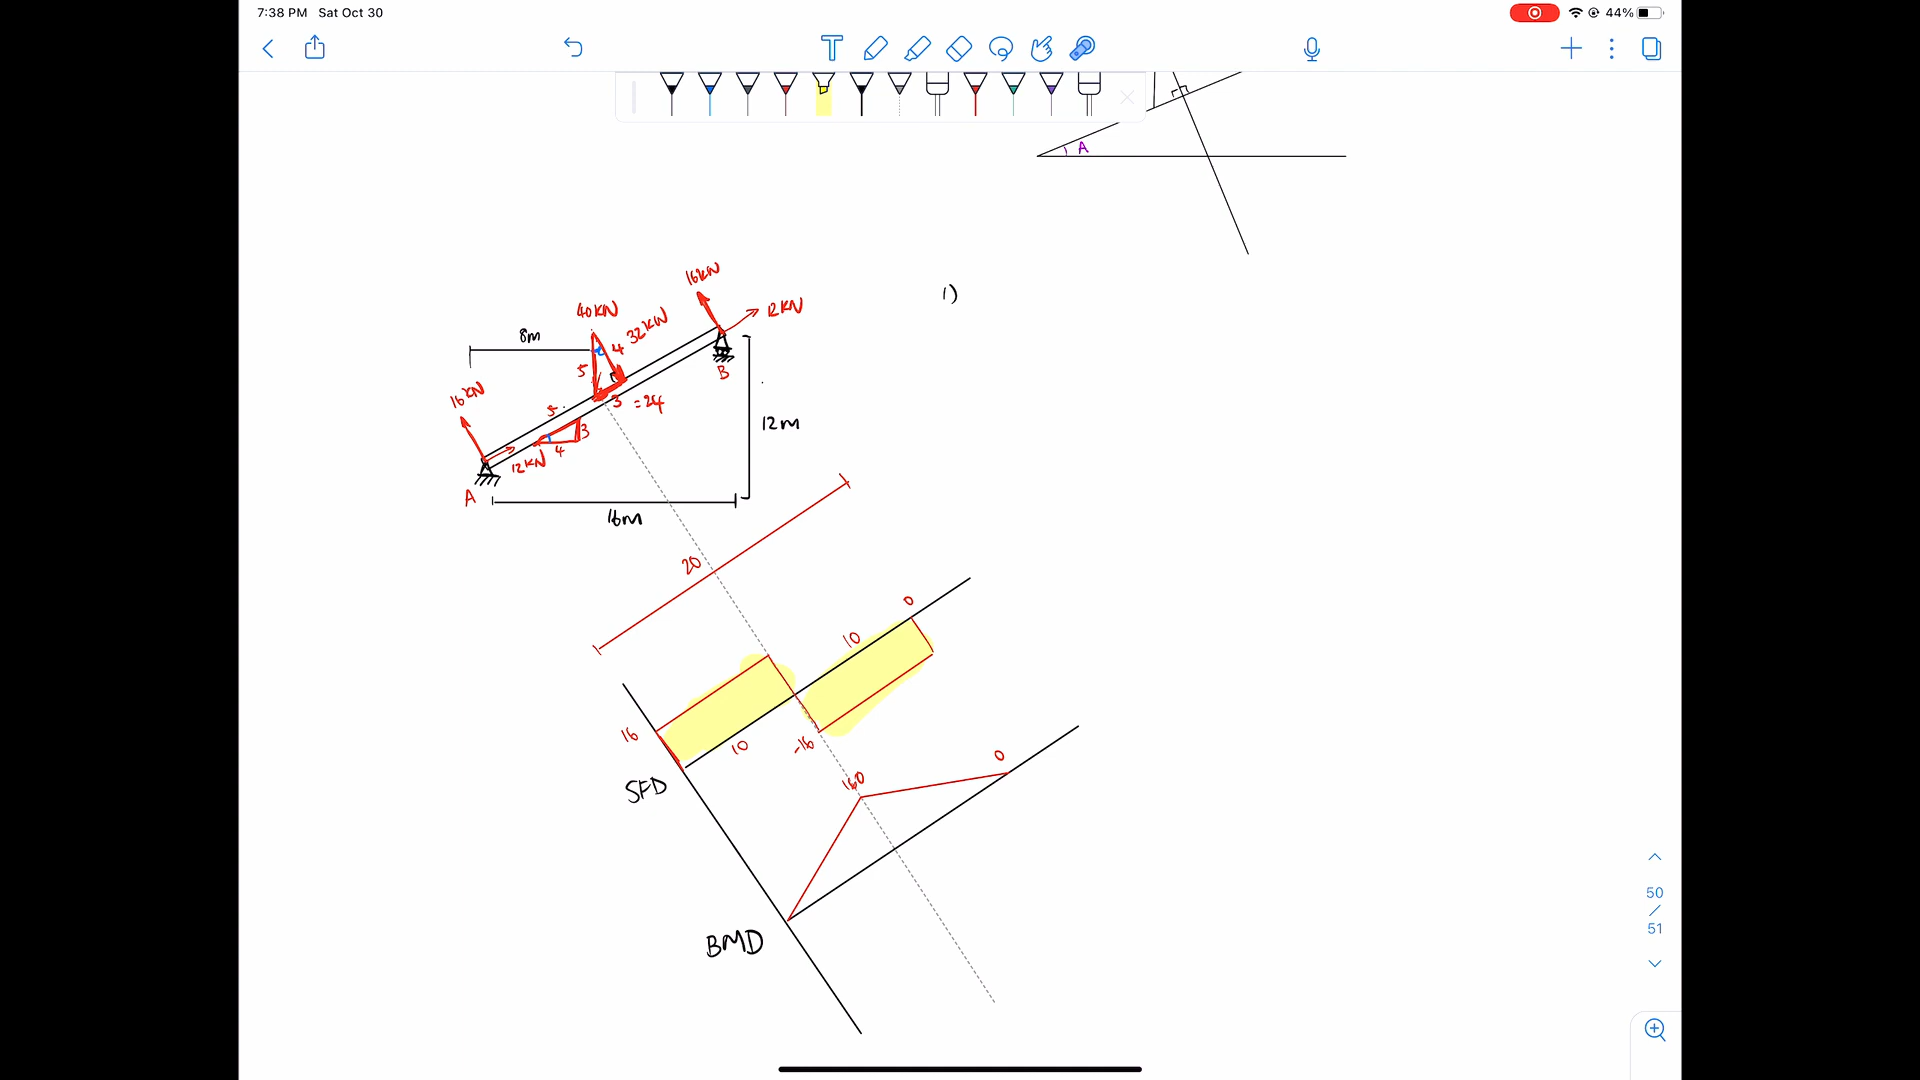 7:38 PM Sat Oct 30
44%
T
A
1)
16KN
40KN
12KN
32KN
8m
4
5
B
16KN
3 =24
5
3
12m
4
12KN
A
16m
20
0
10
16
10
-16
SFD
160
0
BMD
50
/
51